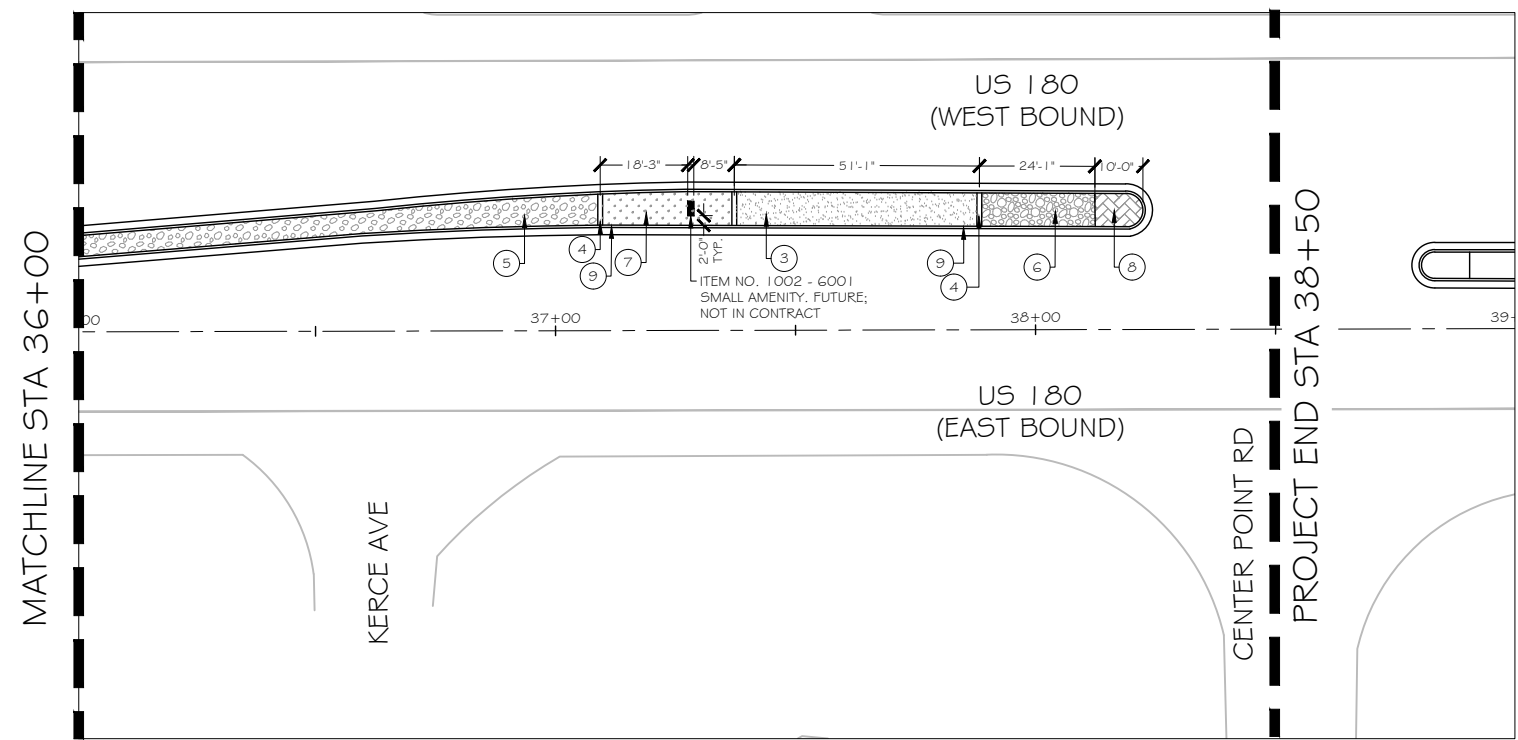 US 180
(WEST BOUND)
18'-3"
8'-5"
51'-1"
24'-1"
10'-0"
2'-0"
TYP.
5
4
9
7
3
9
4
6
8
ITEM NO. 1002 - 6001
SMALL AMENITY. FUTURE;
NOT IN CONTRACT
00
37+00
38+00
39-
US 180
(EAST BOUND)
MATCHLINE STA 36+00
KERCE AVE
CENTER POINT RD
PROJECT END STA 38+50